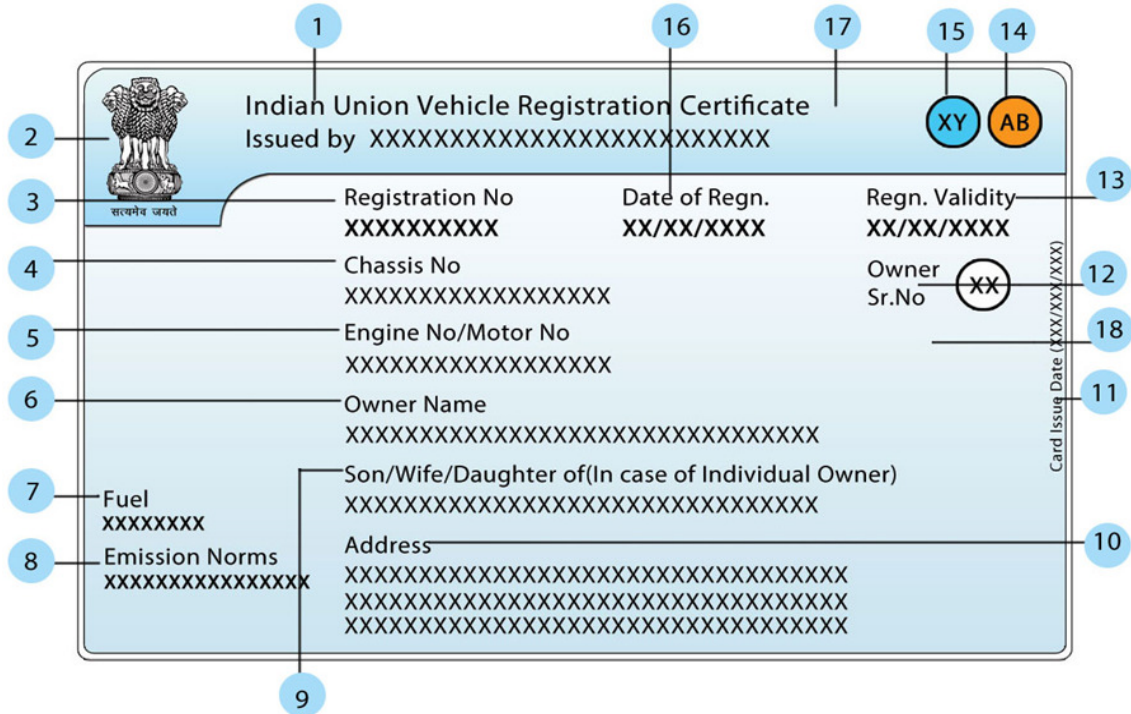 1
16
17
15
14
2
Indian Union Vehicle Registration Certificate
Issued by XXXXXXXXXXXXXXXXXXXXXXXXX
XY
AB
सत्यमेव जयते
3
Registration No
XXXXXXXXXX
Date of Regn.
XX/XX/XXXX
Regn. Validity
XX/XX/XXXX
13
4
Chassis No
XXXXXXXXXXXXXXXXXX
Owner
Sr.No
XX
12
5
Engine No/Motor No
XXXXXXXXXXXXXXXXXX
18
Card Issue Date (XXX/XXX/XXX)
11
6
Owner Name
XXXXXXXXXXXXXXXXXXXXXXXXXXXXXXXX
Son/Wife/Daughter of(In case of Individual Owner)
XXXXXXXXXXXXXXXXXXXXXXXXXXXXXXXX
7
Fuel
XXXXXXXX
8
Emission Norms
XXXXXXXXXXXXXXXX
Address
10
XXXXXXXXXXXXXXXXXXXXXXXXXXXXXXXXXX
XXXXXXXXXXXXXXXXXXXXXXXXXXXXXXXXXX
XXXXXXXXXXXXXXXXXXXXXXXXXXXXXXXXXX
9